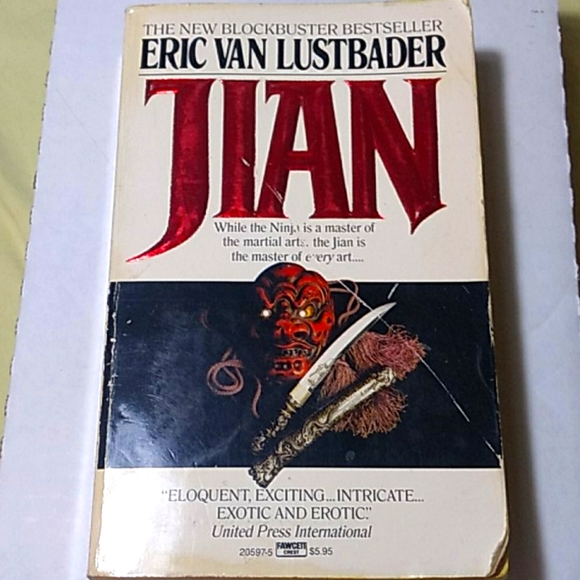 THE NEW BLOCKBUSTER BESTSELLER
ERIC VAN LUSTBADER
JIAN
While the Ninja is a master of
the martial arts, the Jian is
the master of every art....
"ELOQUENT, EXCITING...INTRICATE...
EXOTIC AND EROTIC."
United Press International
20597-5 FAWCETT CREST $5.95